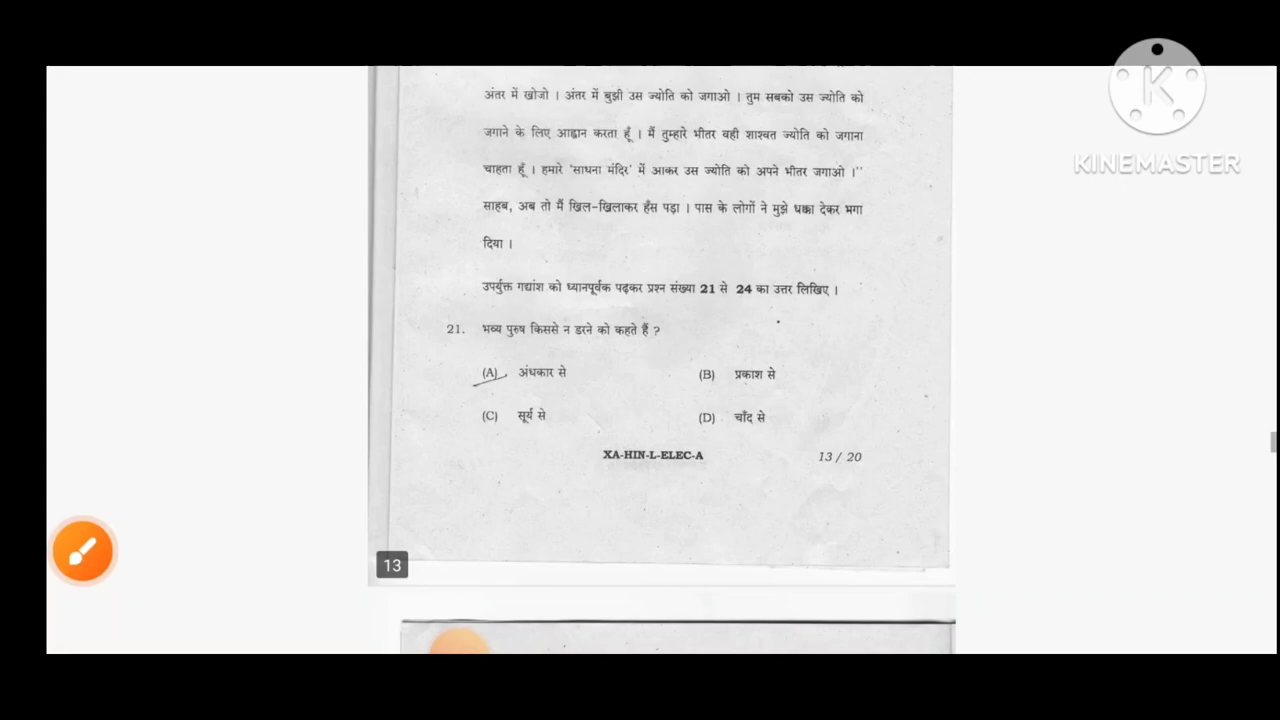 अंतर में खोजो । अंतर में बुझी उस ज्योति को जगाओ । तुम सबको उस ज्योति को
जगाने के लिए आह्वान करता हूँ । मैं तुम्हारे भीतर वही शाश्वत ज्योति को जगाना
चाहता हूँ । हमारे 'साधना मंदिर' में आकर उस ज्योति को अपने भीतर जगाओ ।''
साहब, अब तो मैं खिल-खिलाकर हँस पड़ा । पास के लोगों ने मुझे धक्का देकर भगा
दिया ।
उपर्युक्त गद्यांश को ध्यानपूर्वक पढ़कर प्रश्न संख्या 21 से 24 का उत्तर लिखिए ।
21. भव्य पुरुष किससे न डरने को कहते हैं ?
(A) अंधकार से (B) प्रकाश से
(C) सूर्य से (D) चाँद से
XA-HIN-L-ELEC-A 13 / 20
13
K
KINEMASTER